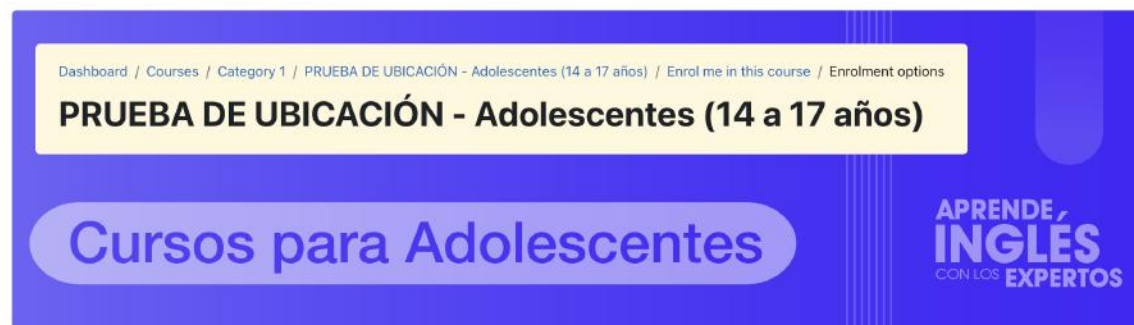 Dashboard / Courses / Category 1 / PRUEBA DE UBICACIÓN - Adolescentes (14 a 17 años) / Enrol me in this course / Enrolment options
PRUEBA DE UBICACIÓN - Adolescentes (14 a 17 años)
Cursos para Adolescentes
APRENDE
INGLÉS
CON LOS EXPERTOS